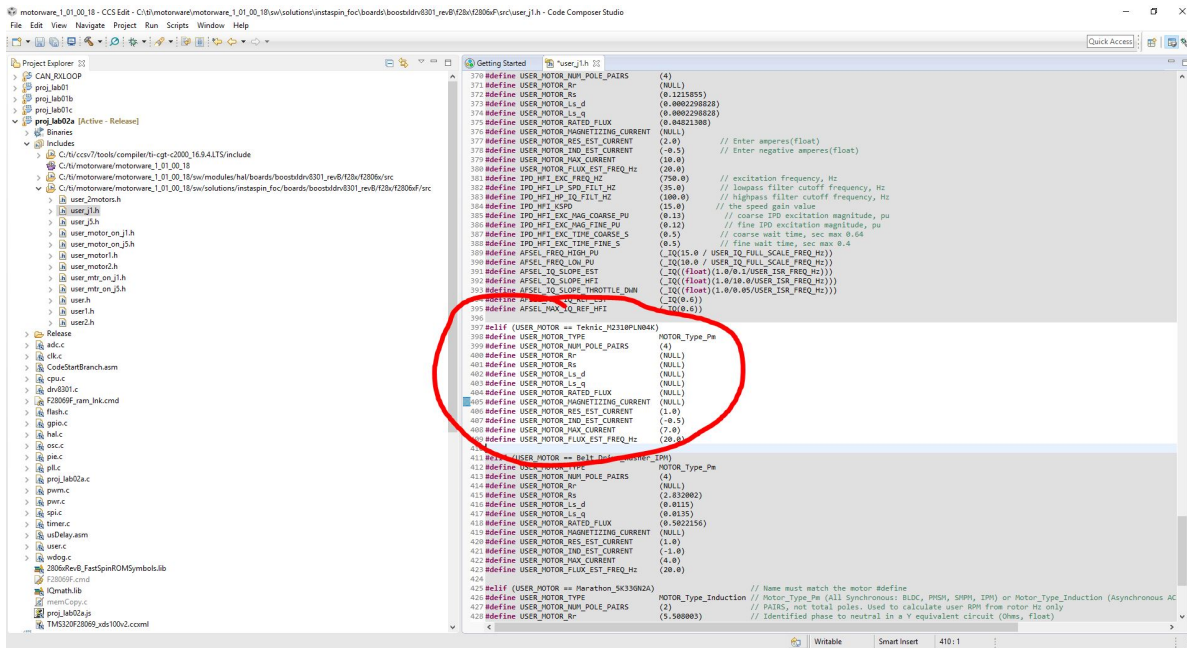 motorware_1_01_00_18 - CCS Edit - C:\ti\motorware\motorware_1_01_00_18\sw\solutions\instaspin_foc\boards\boostxldrv8301_revB\f28x\f2806xF\src\user_j1.h - Code Composer Studio
File Edit View Navigate Project Run Scripts Window Help
Quick Access
Project Explorer
CAN_RXLOOP
proj_lab01
proj_lab01b
proj_lab01c
proj_lab02a [Active - Release]
Binaries
Includes
C:/ti/ccsv7/tools/compiler/ti-cgt-c2000_16.9.4.LTS/include
C:/ti/motorware/motorware_1_01_00_18
C:/ti/motorware/motorware_1_01_00_18/sw/modules/hal/boards/boostxldrv8301_revB/f28x/f2806x/src
C:/ti/motorware/motorware_1_01_00_18/sw/solutions/instaspin_foc/boards/boostxldrv8301_revB/f28x/f2806xF/src
user_2motors.h
user_j1.h
user_j5.h
user_motor_on_j1.h
user_motor_on_j5.h
user_motor1.h
user_motor2.h
user_mtr_on_j1.h
user_mtr_on_j5.h
user.h
user1.h
user2.h
Release
adc.c
clk.c
CodeStartBranch.asm
cpu.c
drv8301.c
F28069F_ram_lnk.cmd
flash.c
gpio.c
hal.c
osc.c
pie.c
pll.c
proj_lab02a.c
pwm.c
pwr.c
spi.c
timer.c
usDelay.asm
user.c
wdog.c
2806xRevB_FastSpinROMSymbols.lib
F28069F.cmd
IQmath.lib
memCopy.c
proj_lab02a.js
TMS320F28069_xds100v2.ccxml
Getting Started *user_j1.h
370 #define USER_MOTOR_NUM_POLE_PAIRS (4)
371 #define USER_MOTOR_Rr (NULL)
372 #define USER_MOTOR_Rs (0.1215855)
373 #define USER_MOTOR_Ls_d (0.0002298828)
374 #define USER_MOTOR_Ls_q (0.0002298828)
375 #define USER_MOTOR_RATED_FLUX (0.04821308)
376 #define USER_MOTOR_MAGNETIZING_CURRENT (NULL)
377 #define USER_MOTOR_RES_EST_CURRENT (2.0) // Enter amperes(float)
378 #define USER_MOTOR_IND_EST_CURRENT (-0.5) // Enter negative amperes(float)
379 #define USER_MOTOR_MAX_CURRENT (10.0)
380 #define USER_MOTOR_FLUX_EST_FREQ_Hz (20.0)
381 #define IPD_HFI_EXC_FREQ_HZ (750.0) // excitation frequency, Hz
382 #define IPD_HFI_LP_SPD_FILT_HZ (35.0) // lowpass filter cutoff frequency, Hz
383 #define IPD_HFI_HP_IQ_FILT_HZ (100.0) // highpass filter cutoff frequency, Hz
384 #define IPD_HFI_KSPD (15.0) // the speed gain value
385 #define IPD_HFI_EXC_MAG_COARSE_PU (0.13) // coarse IPD excitation magnitude, pu
386 #define IPD_HFI_EXC_MAG_FINE_PU (0.12) // fine IPD excitation magnitude, pu
387 #define IPD_HFI_EXC_TIME_COARSE_S (0.5) // coarse wait time, sec max 0.64
388 #define IPD_HFI_EXC_TIME_FINE_S (0.5) // fine wait time, sec max 0.4
389 #define AFSEL_FREQ_HIGH_PU (_IQ(15.0 / USER_IQ_FULL_SCALE_FREQ_Hz))
390 #define AFSEL_FREQ_LOW_PU (_IQ(10.0 / USER_IQ_FULL_SCALE_FREQ_Hz))
391 #define AFSEL_IQ_SLOPE_EST (_IQ((float)(1.0/0.1/USER_ISR_FREQ_Hz)))
392 #define AFSEL_IQ_SLOPE_HFI (_IQ((float)(1.0/10.0/USER_ISR_FREQ_Hz)))
393 #define AFSEL_IQ_SLOPE_THROTTLE_DWN (_IQ((float)(1.0/0.05/USER_ISR_FREQ_Hz)))
#define (_IQ(0.6))
395 #define AFSEL_MAX_IQ_REF_HFI (_IQ(0.6))
396
397 #elif (USER_MOTOR == Teknic_M2310PLN04K)
398 #define USER_MOTOR_TYPE MOTOR_Type_Pm
399 #define USER_MOTOR_NUM_POLE_PAIRS (4)
400 #define USER_MOTOR_Rr (NULL)
401 #define USER_MOTOR_Rs (NULL)
402 #define USER_MOTOR_Ls_d (NULL)
403 #define USER_MOTOR_Ls_q (NULL)
404 #define USER_MOTOR_RATED_FLUX (NULL)
405 #define USER_MOTOR_MAGNETIZING_CURRENT (NULL)
406 #define USER_MOTOR_RES_EST_CURRENT (1.0)
407 #define USER_MOTOR_IND_EST_CURRENT (-0.5)
408 #define USER_MOTOR_MAX_CURRENT (7.0)
409 #define USER_MOTOR_FLUX_EST_FREQ_Hz (20.0)
410
411 (USER_MOTOR == Belt_Drive_Washer_IPM)
412 #define USER_MOTOR_TYPE MOTOR_Type_Pm
413 #define USER_MOTOR_NUM_POLE_PAIRS (4)
414 #define USER_MOTOR_Rr (NULL)
415 #define USER_MOTOR_Rs (2.832002)
416 #define USER_MOTOR_Ls_d (0.0115)
417 #define USER_MOTOR_Ls_q (0.0135)
418 #define USER_MOTOR_RATED_FLUX (0.5022156)
419 #define USER_MOTOR_MAGNETIZING_CURRENT (NULL)
420 #define USER_MOTOR_RES_EST_CURRENT (1.0)
421 #define USER_MOTOR_IND_EST_CURRENT (-1.0)
422 #define USER_MOTOR_MAX_CURRENT (4.0)
423 #define USER_MOTOR_FLUX_EST_FREQ_Hz (20.0)
424
425 #elif (USER_MOTOR == Marathon_5K33GN2A) // Name must match the motor #define
426 #define USER_MOTOR_TYPE MOTOR_Type_Induction // Motor_Type_Pm (All Synchronous: BLDC, PMSM, SMPM, IPM) or Motor_Type_Induction (Asynchronous AC
427 #define USER_MOTOR_NUM_POLE_PAIRS (2) // PAIRS, not total poles. Used to calculate user RPM from rotor Hz only
428 #define USER_MOTOR_Rr (5.508003) // Identified phase to neutral in a Y equivalent circuit (Ohms, float)
Writable Smart Insert 410 : 1